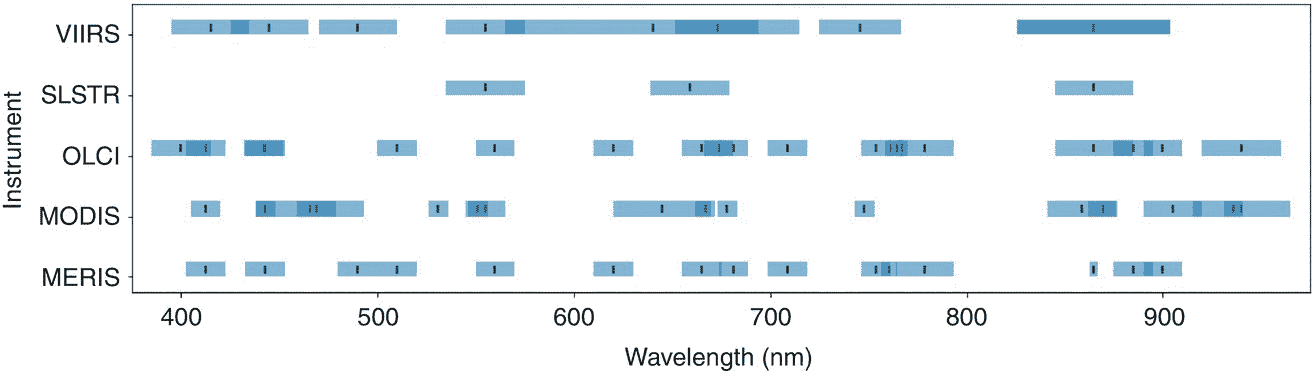 Instrument
VIIRS
SLSTR
OLCI
MODIS
MERIS
400 500 600 700 800 900
Wavelength (nm)